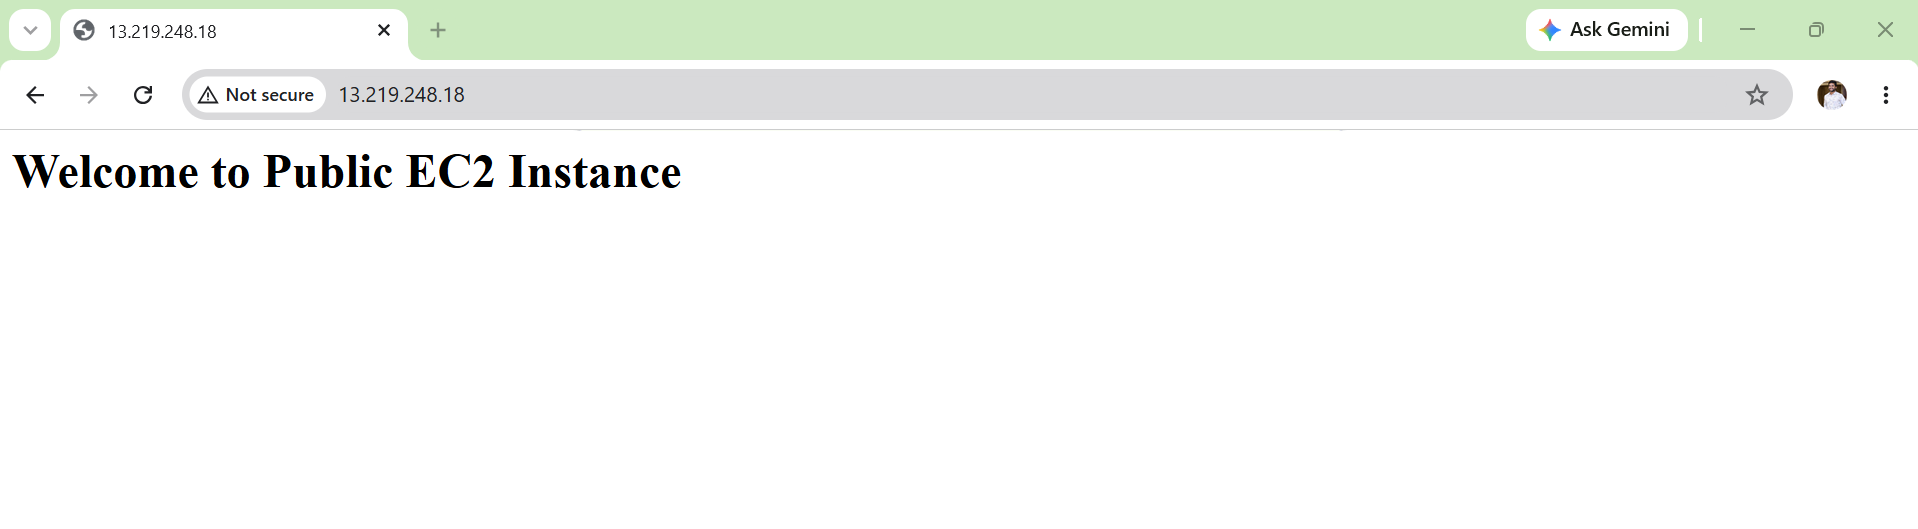 13.219.248.18
Ask Gemini
Not secure 13.219.248.18
Welcome to Public EC2 Instance